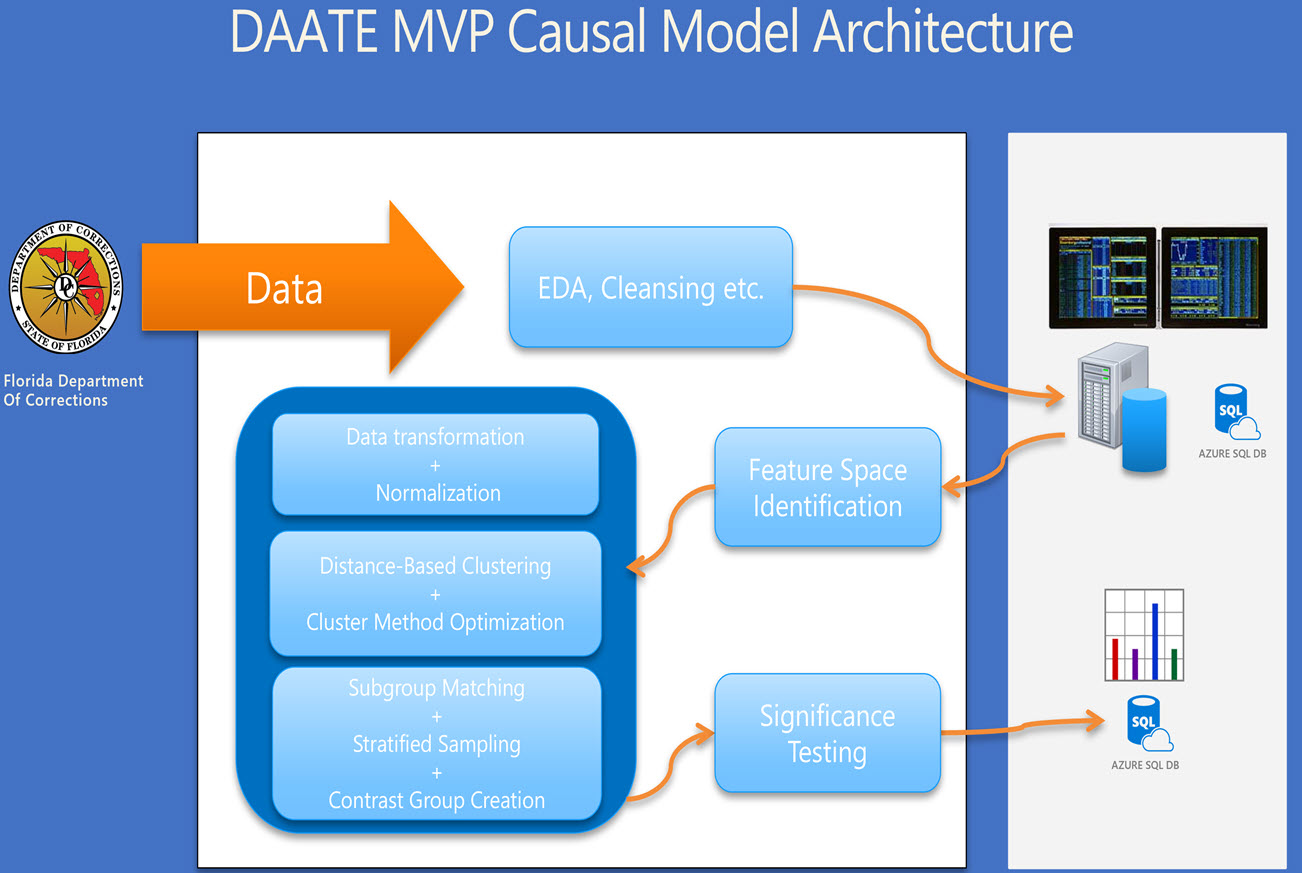 DAATE MVP Causal Model Architecture
DEPARTMENT OF CORRECTIONS
DC
STATE OF FLORIDA
Florida Department
Of Corrections
Data
EDA, Cleansing etc.
SQL
AZURE SQL DB
Feature Space
Identification
Data transformation
+
Normalization
Distance-Based Clustering
+
Cluster Method Optimization
Subgroup Matching
+
Stratified Sampling
+
Contrast Group Creation
Significance
Testing
SQL
AZURE SQL DB